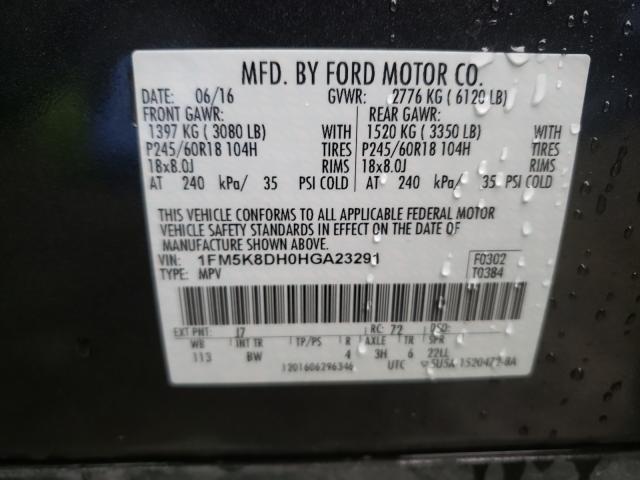 MFD. BY FORD MOTOR CO.
DATE: 06/16 GVWR: 2776 KG ( 6120 LB)
FRONT GAWR: REAR GAWR:
1397 KG ( 3080 LB) WITH 1520 KG ( 3350 LB) WITH
P245/60R18 104H TIRES P245/60R18 104H TIRES
18x8.0J RIMS 18x8.0J RIMS
AT 240 kPa/ 35 PSI COLD AT 240 kPa/ 35 PSI COLD
THIS VEHICLE CONFORMS TO ALL APPLICABLE FEDERAL MOTOR
VEHICLE SAFETY STANDARDS IN EFFECT ON THE DATE OF
MANUFACTURE SHOWN ABOVE.
VIN: 1FM5K8DH0HGA23291 F0302
TYPE: MPV T0384
EXT PNT: J7 RC: 72 DSO:
WB INT TR TP/PS R AXLE TR SPR
113 BW 4 3H 6 22LL
1201606296346 UTC 5U5A-1520472-BA